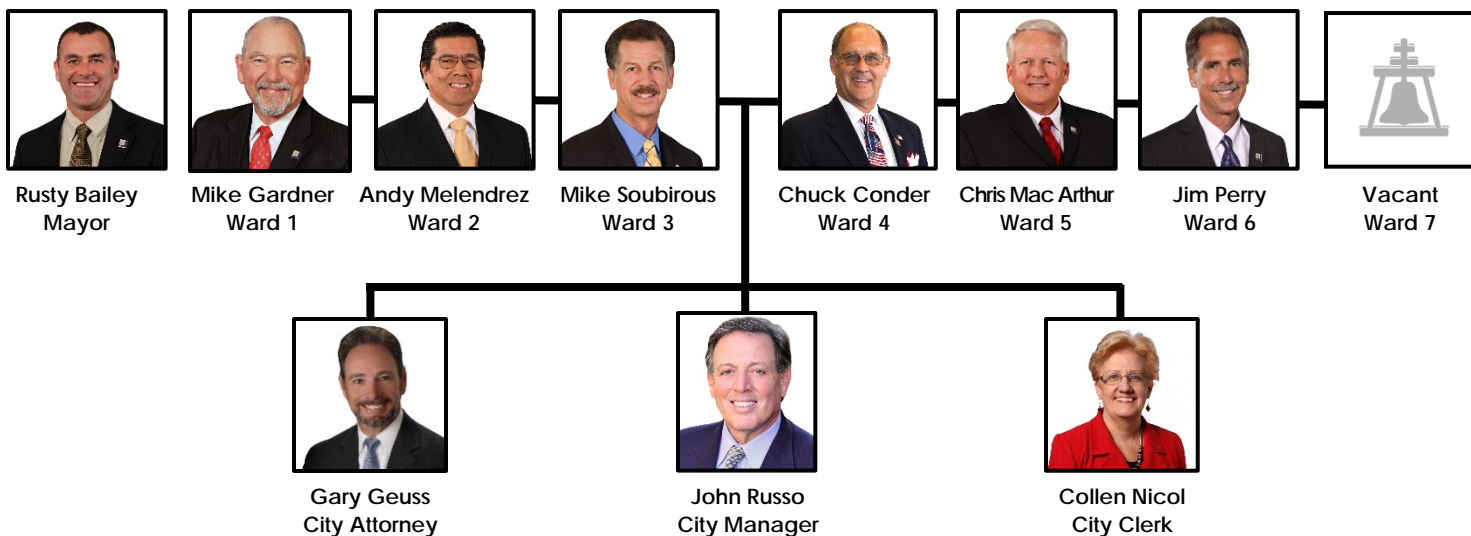 Rusty Bailey
Mayor
Mike Gardner
Ward 1
Andy Melendrez
Ward 2
Mike Soubirous
Ward 3
Chuck Conder
Ward 4
Chris Mac Arthur
Ward 5
Jim Perry
Ward 6
Vacant
Ward 7
Gary Geuss
City Attorney
John Russo
City Manager
Collen Nicol
City Clerk